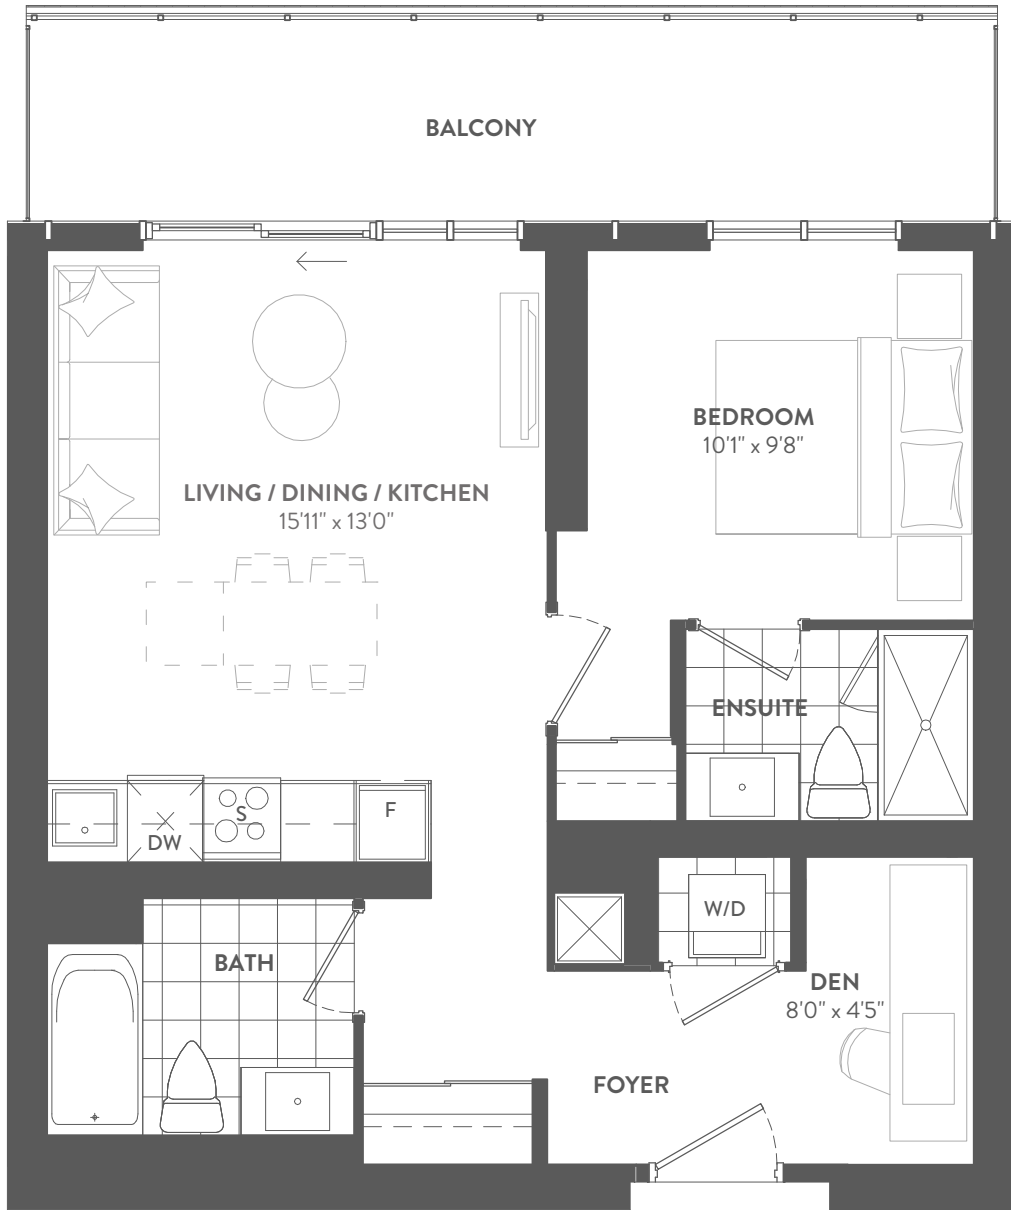 BALCONY
BEDROOM
10'1" x 9'8"
LIVING / DINING / KITCHEN
15'11" x 13'0"
ENSUITE
S
F
DW
W/D
BATH
DEN
8'0" x 4'5"
FOYER